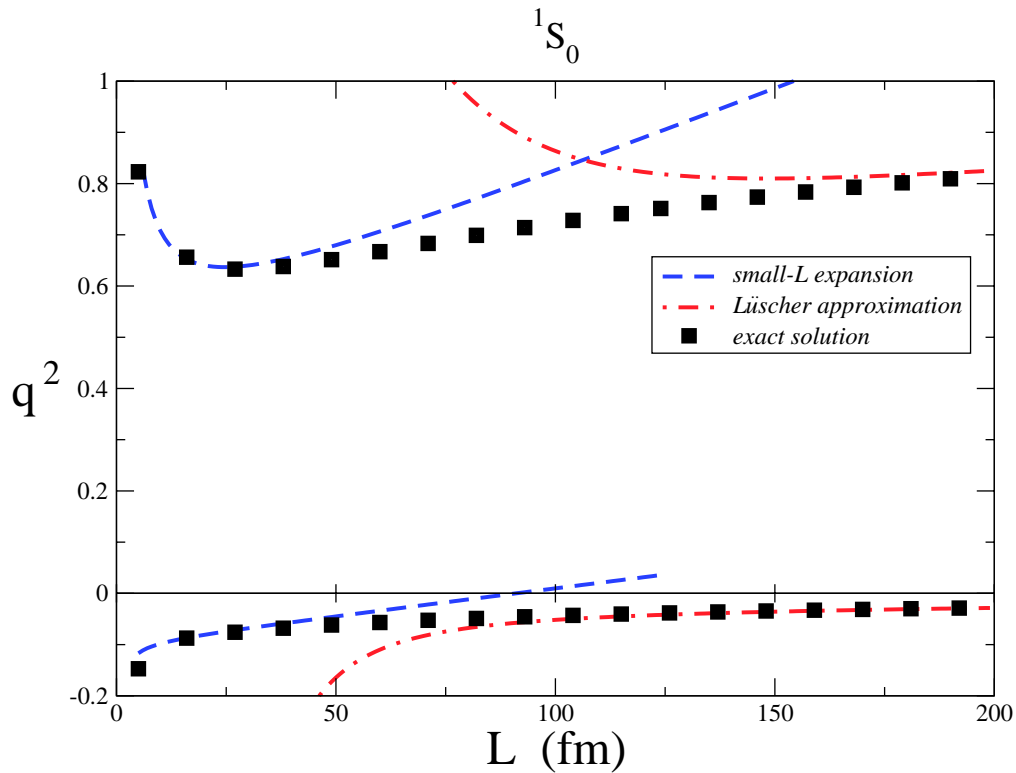 ¹S₀
1
0.8
0.6
0.4
0.2
0
-0.2
q²
small-L expansion
Lüscher approximation
exact solution
0 50 100 150 200
L (fm)